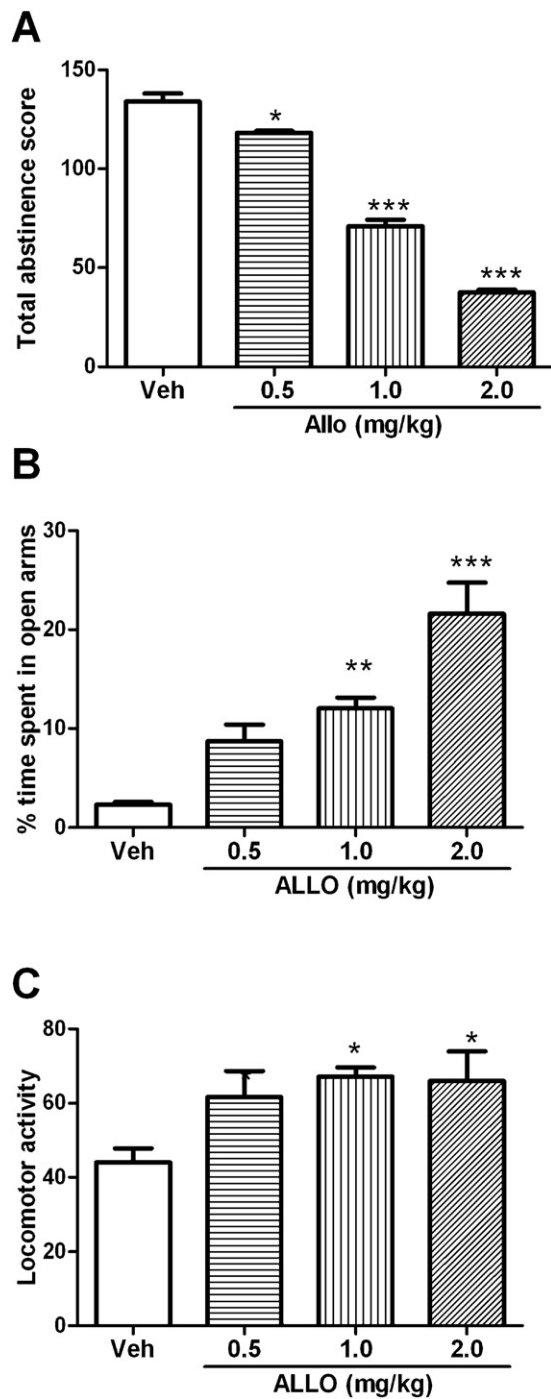 A
Total abstinence score
150
100
50
0
*
***
***
Veh 0.5 1.0 2.0
Allo (mg/kg)
B
% time spent in open arms
30
20
10
0
**
***
Veh 0.5 1.0 2.0
ALLO (mg/kg)
C
Locomotor activity
80
60
40
20
0
*
*
*
Veh 0.5 1.0 2.0
ALLO (mg/kg)